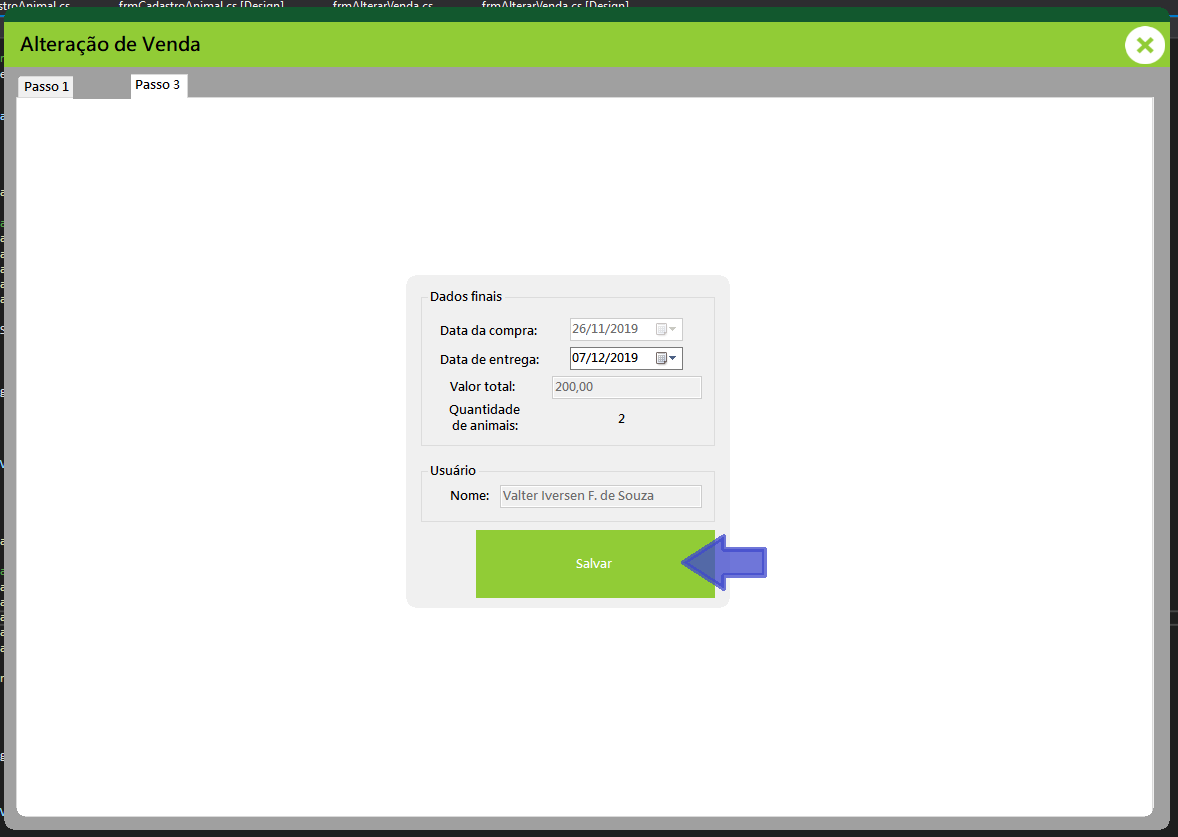 frmCadastroAnimal.cs [Design] frmAlterarVenda.cs frmAlterarVenda.cs [Design]
Alteração de Venda
Passo 1 Passo 3
Dados finais
Data da compra: 26/11/2019
Data de entrega: 07/12/2019
Valor total: 200,00
Quantidade
de animais: 2
Usuário
Nome: Valter Iversen F. de Souza
Salvar